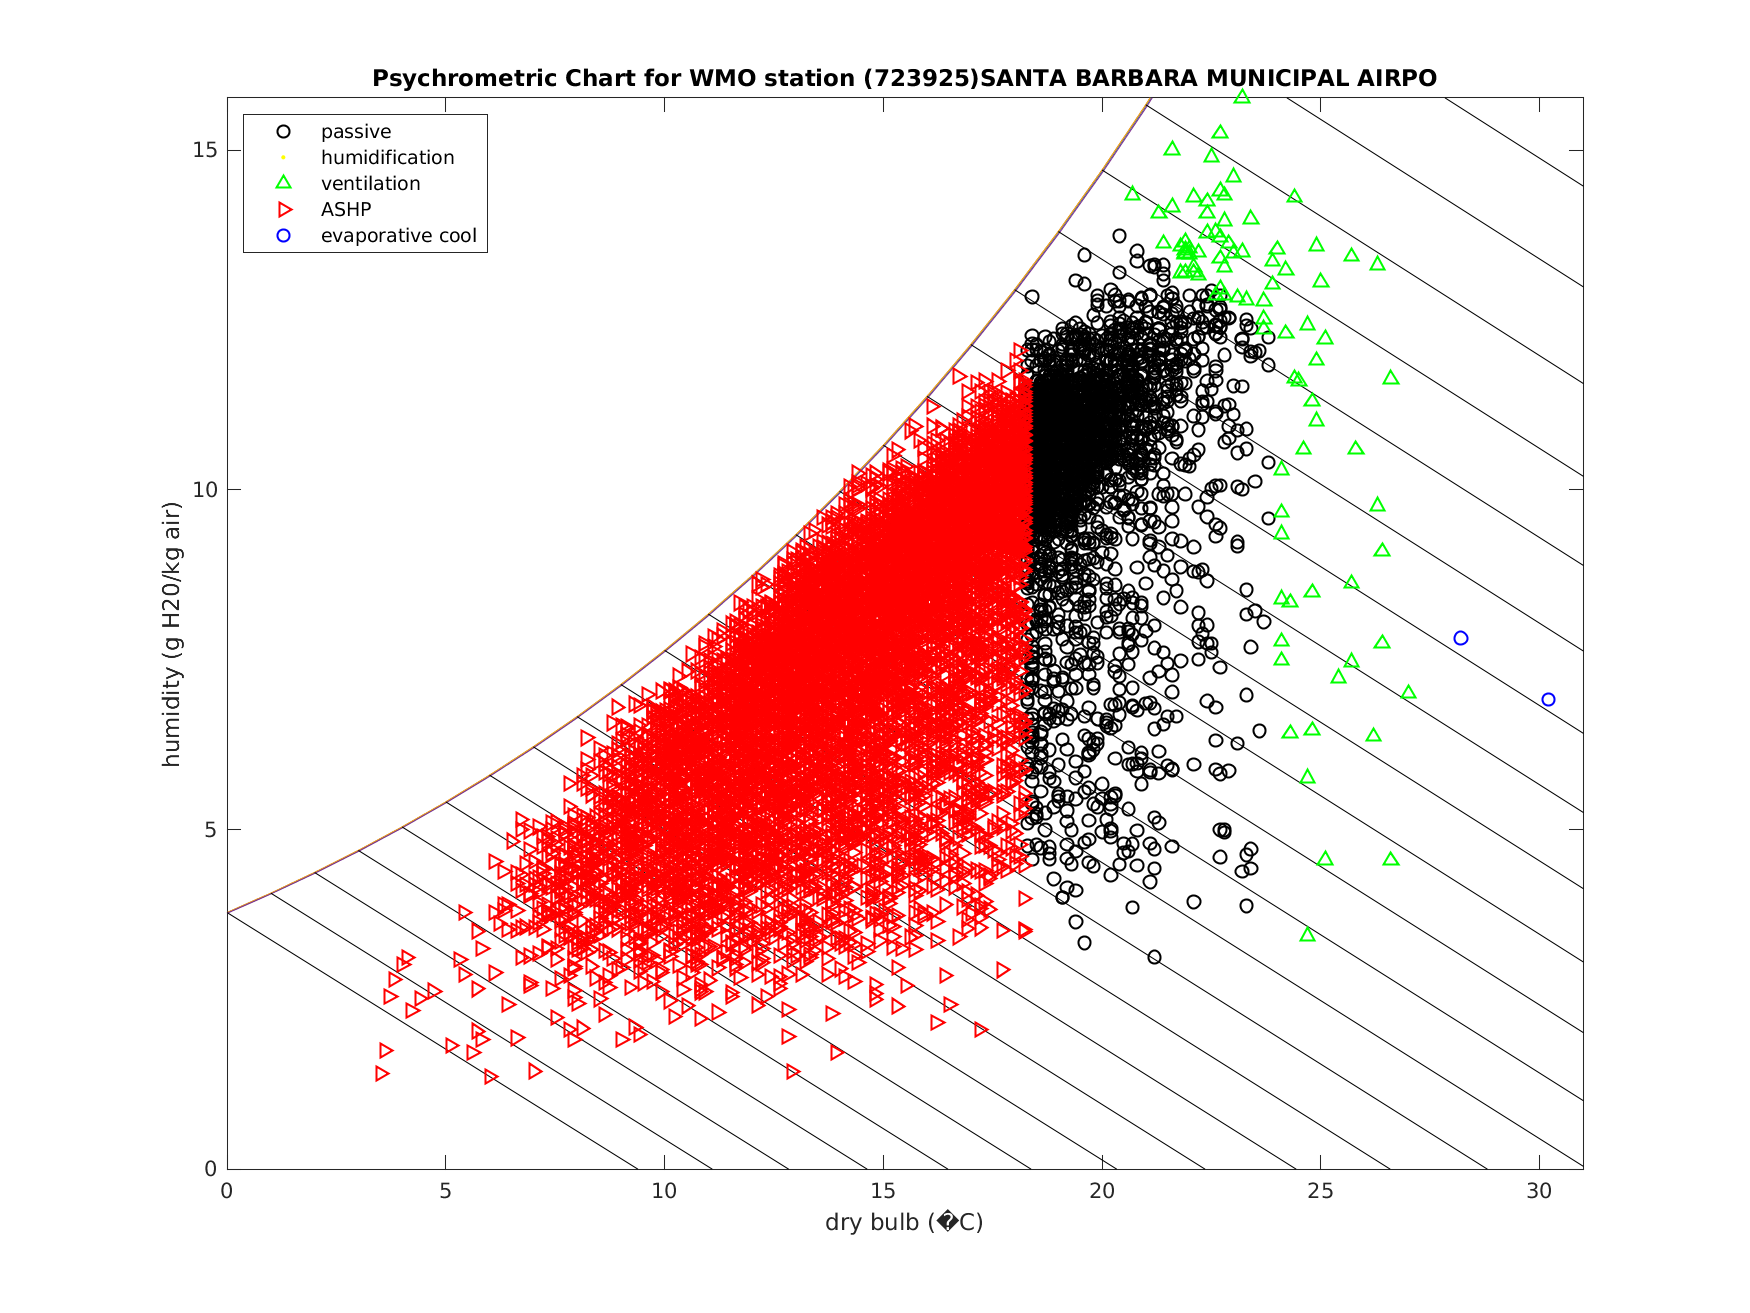 Psychrometric Chart for WMO station (723925)SANTA BARBARA MUNICIPAL AIRPO
passive
humidification
ventilation
ASHP
evaporative cool
humidity (g H20/kg air)
15
10
5
0
0 5 10 15 20 25 30
dry bulb (�C)